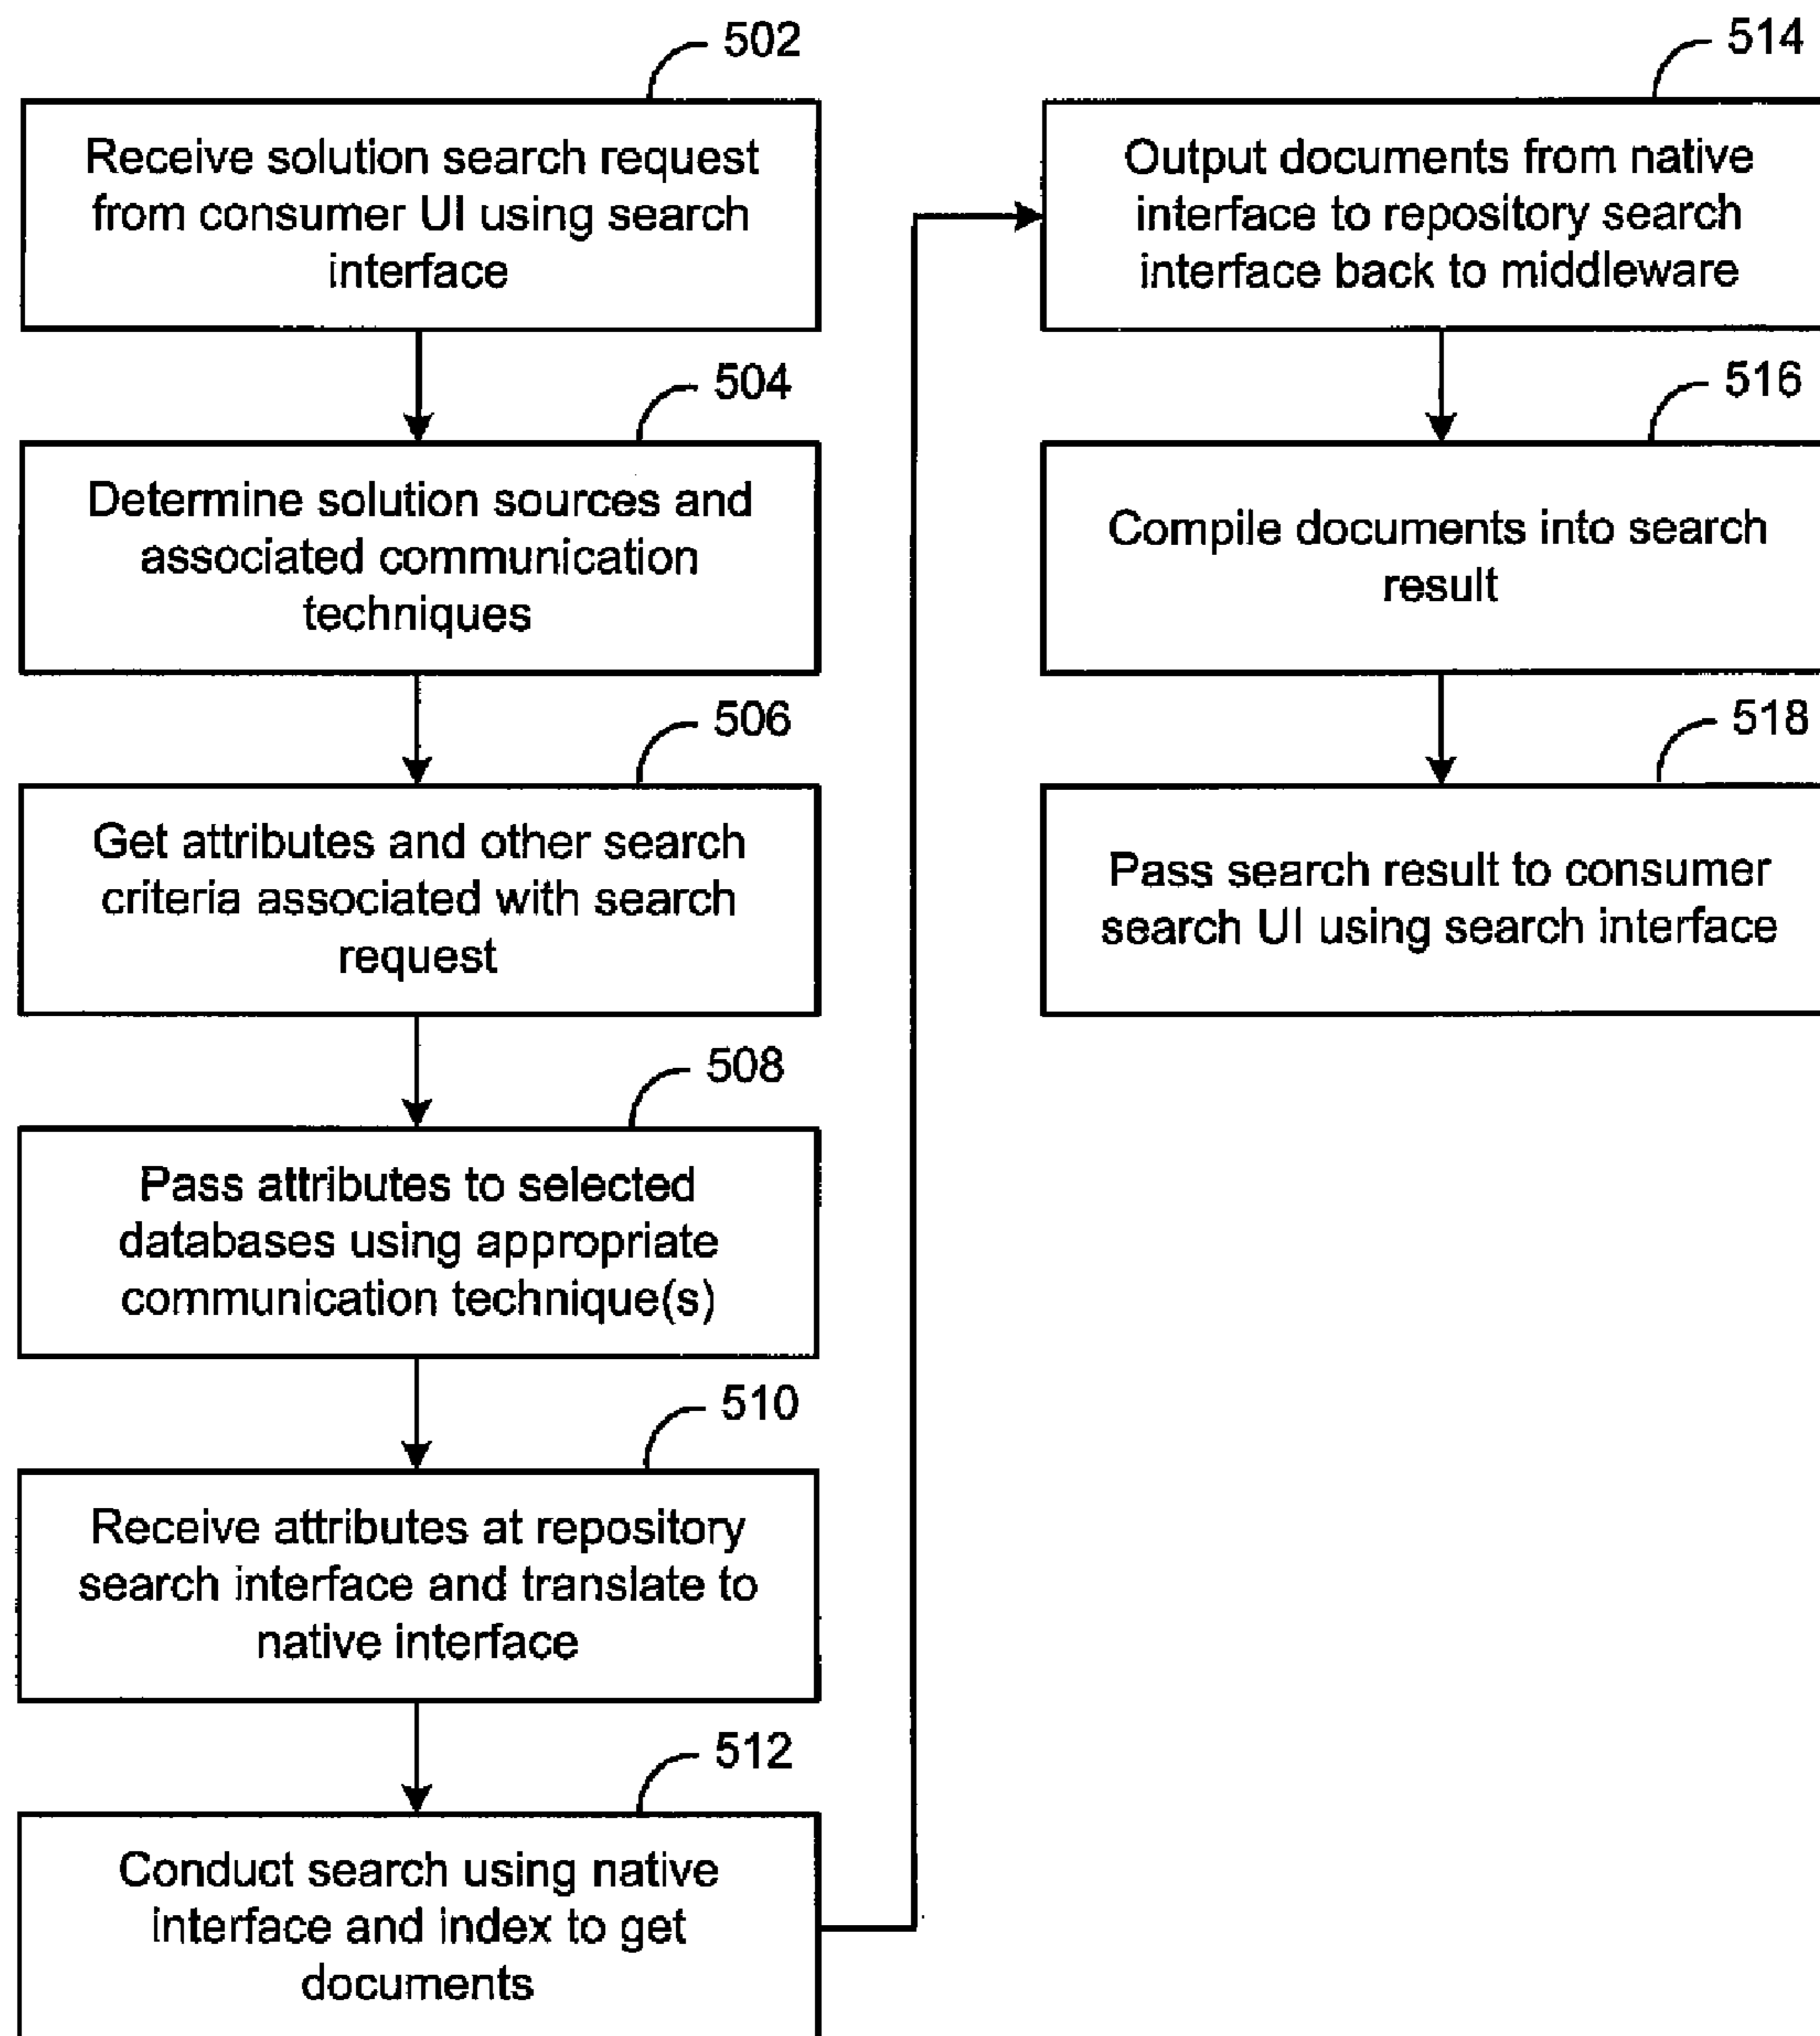 502
Receive solution search request
from consumer UI using search
interface
504
Determine solution sources and
associated communication
techniques
506
Get attributes and other search
criteria associated with search
request
508
Pass attributes to selected
databases using appropriate
communication technique(s)
510
Receive attributes at repository
search interface and translate to
native interface
512
Conduct search using native
interface and index to get
documents
514
Output documents from native
interface to repository search
interface back to middleware
516
Compile documents into search
result
518
Pass search result to consumer
search UI using search interface